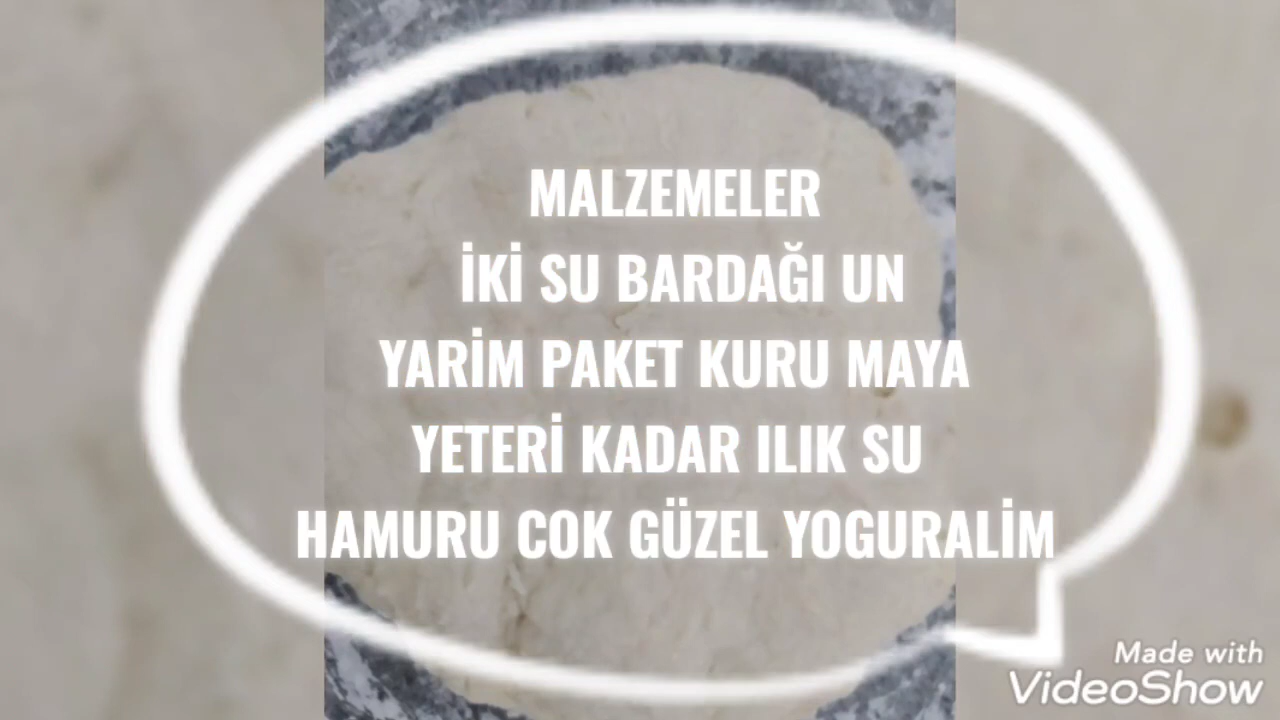 MALZEMELER
İKİ SU BARDAĞI UN
YARİM PAKET KURU MAYA
YETERİ KADAR ILIK SU
HAMURU COK GÜZEL YOGURALİM
Made with
VideoShow